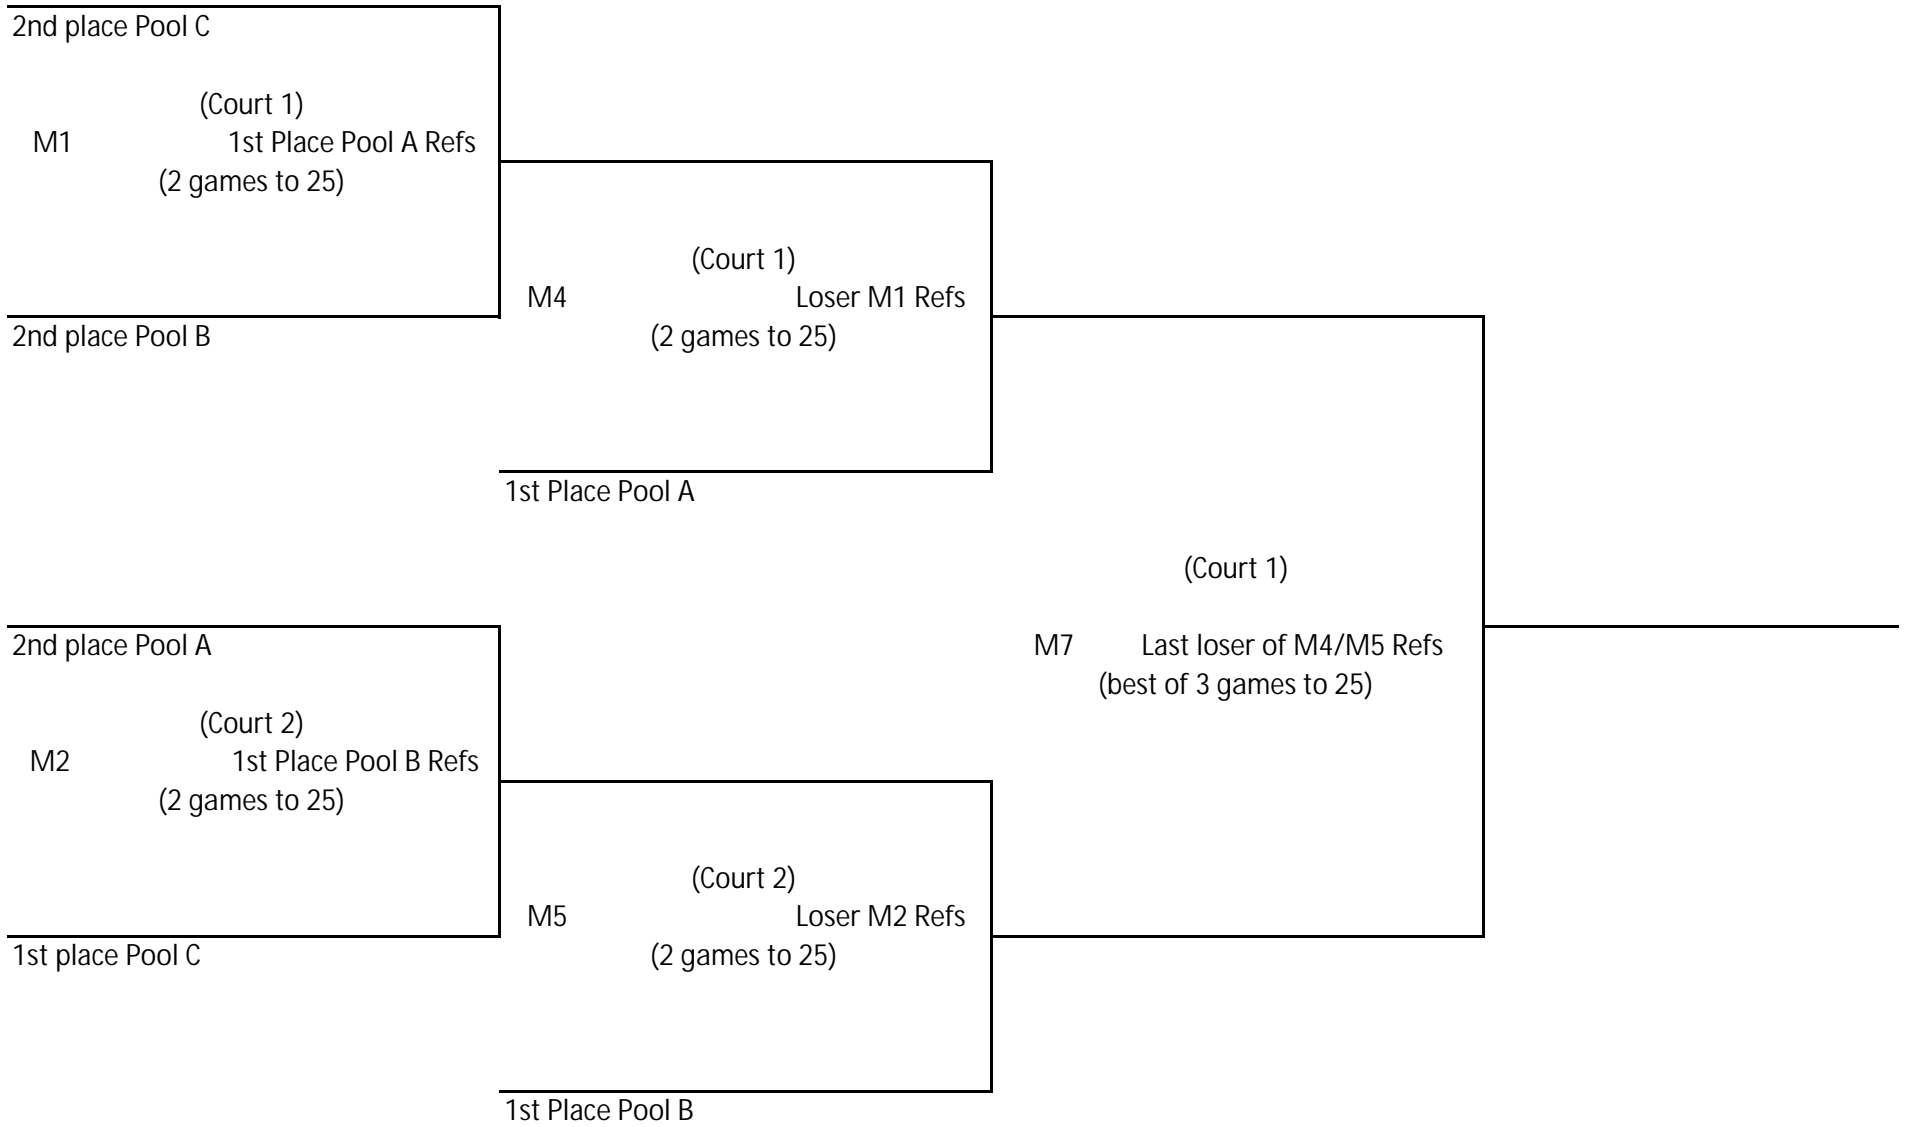 2nd place Pool C
(Court 1)
M1 1st Place Pool A Refs
(2 games to 25)
2nd place Pool B
(Court 1)
M4 Loser M1 Refs
(2 games to 25)
1st Place Pool A
(Court 1)
M7 Last loser of M4/M5 Refs
(best of 3 games to 25)
2nd place Pool A
(Court 2)
M2 1st Place Pool B Refs
(2 games to 25)
1st place Pool C
(Court 2)
M5 Loser M2 Refs
(2 games to 25)
1st Place Pool B